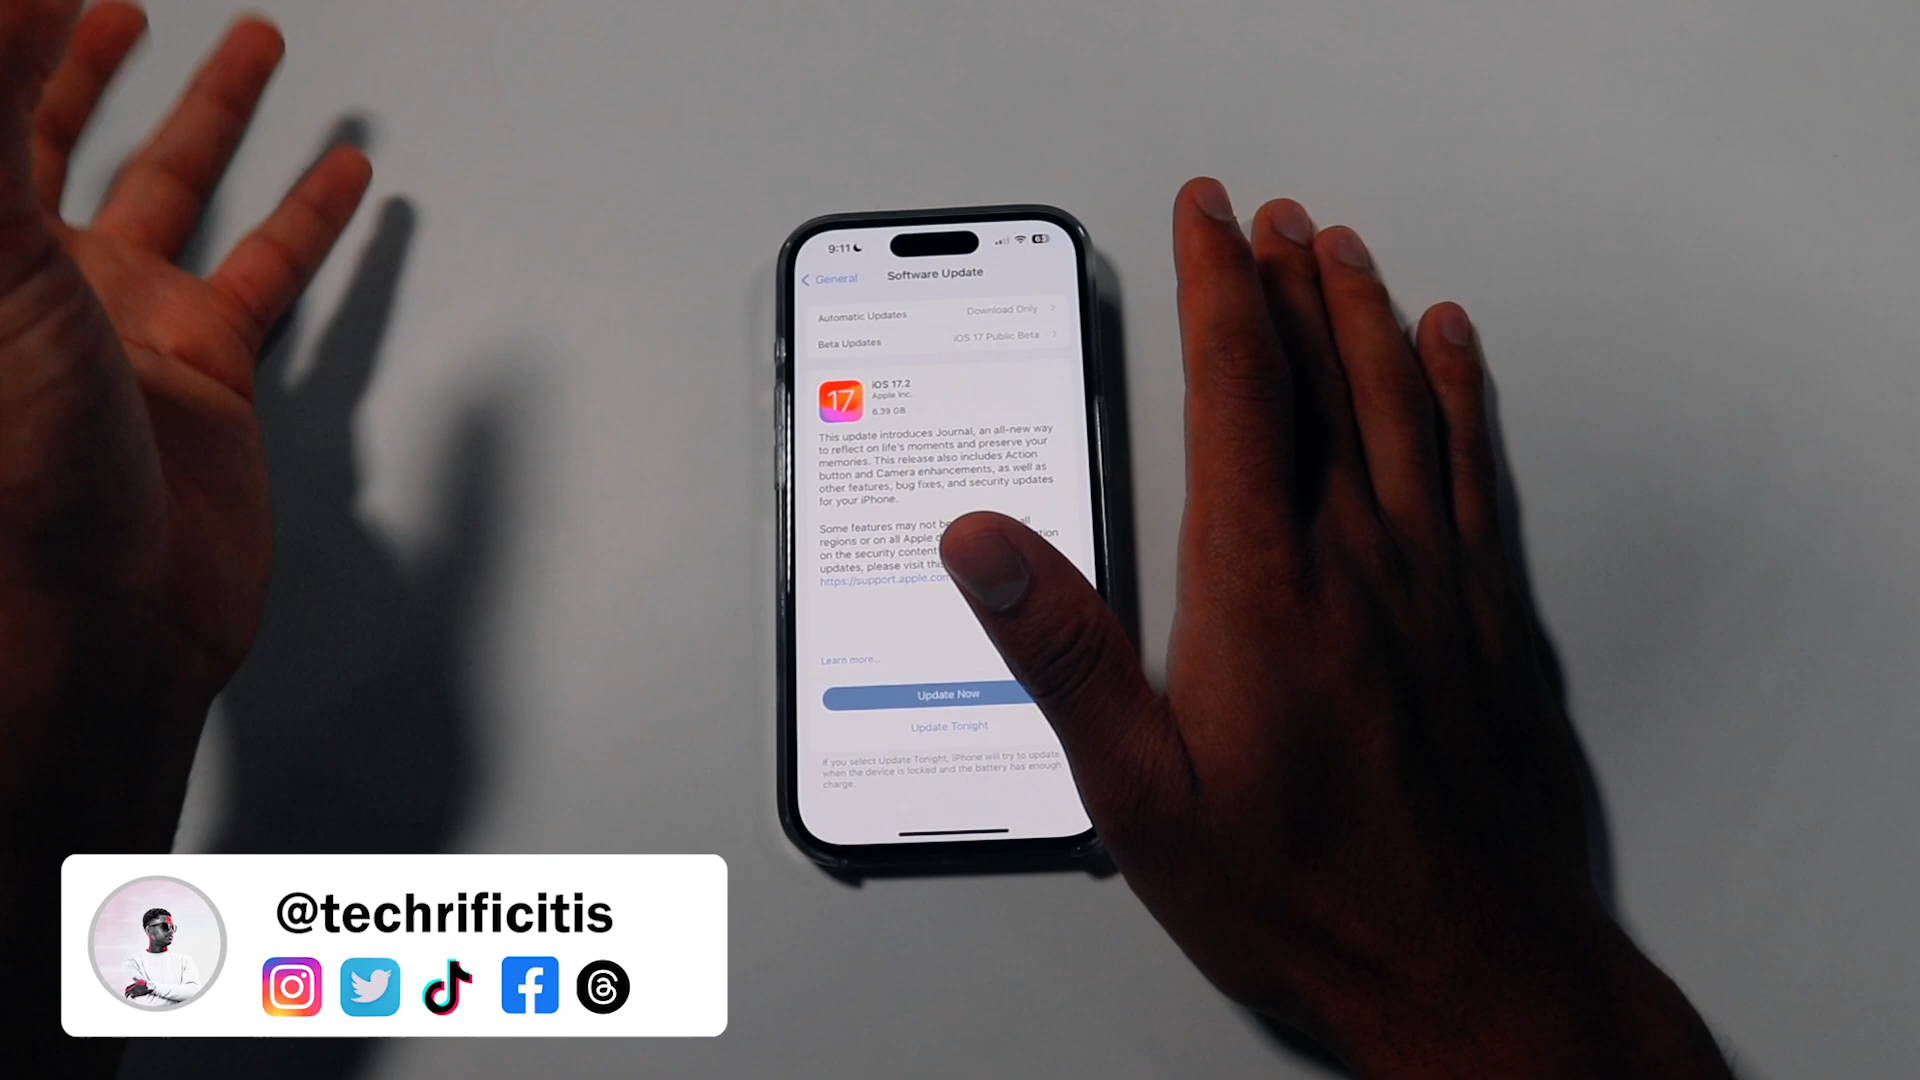 9:11
63
General
Software Update
Automatic Updates
Download Only
Beta Updates
iOS 17 Public Beta
17
iOS 17.2
Apple Inc.
6.39 GB
This update introduces Journal, an all-new way
to reflect on life's moments and preserve your
memories. This release also includes Action
button and Camera enhancements, as well as
other features, bug fixes, and security updates
for your iPhone.
Some features may not be all
regions or on all Apple
on the security content
updates, please visit this
https://support.apple.com
Learn more...
Update Now
Update Tonight
If you select Update Tonight, iPhone will try to update
when the device is locked and the battery has enough
charge.
@techrificitis